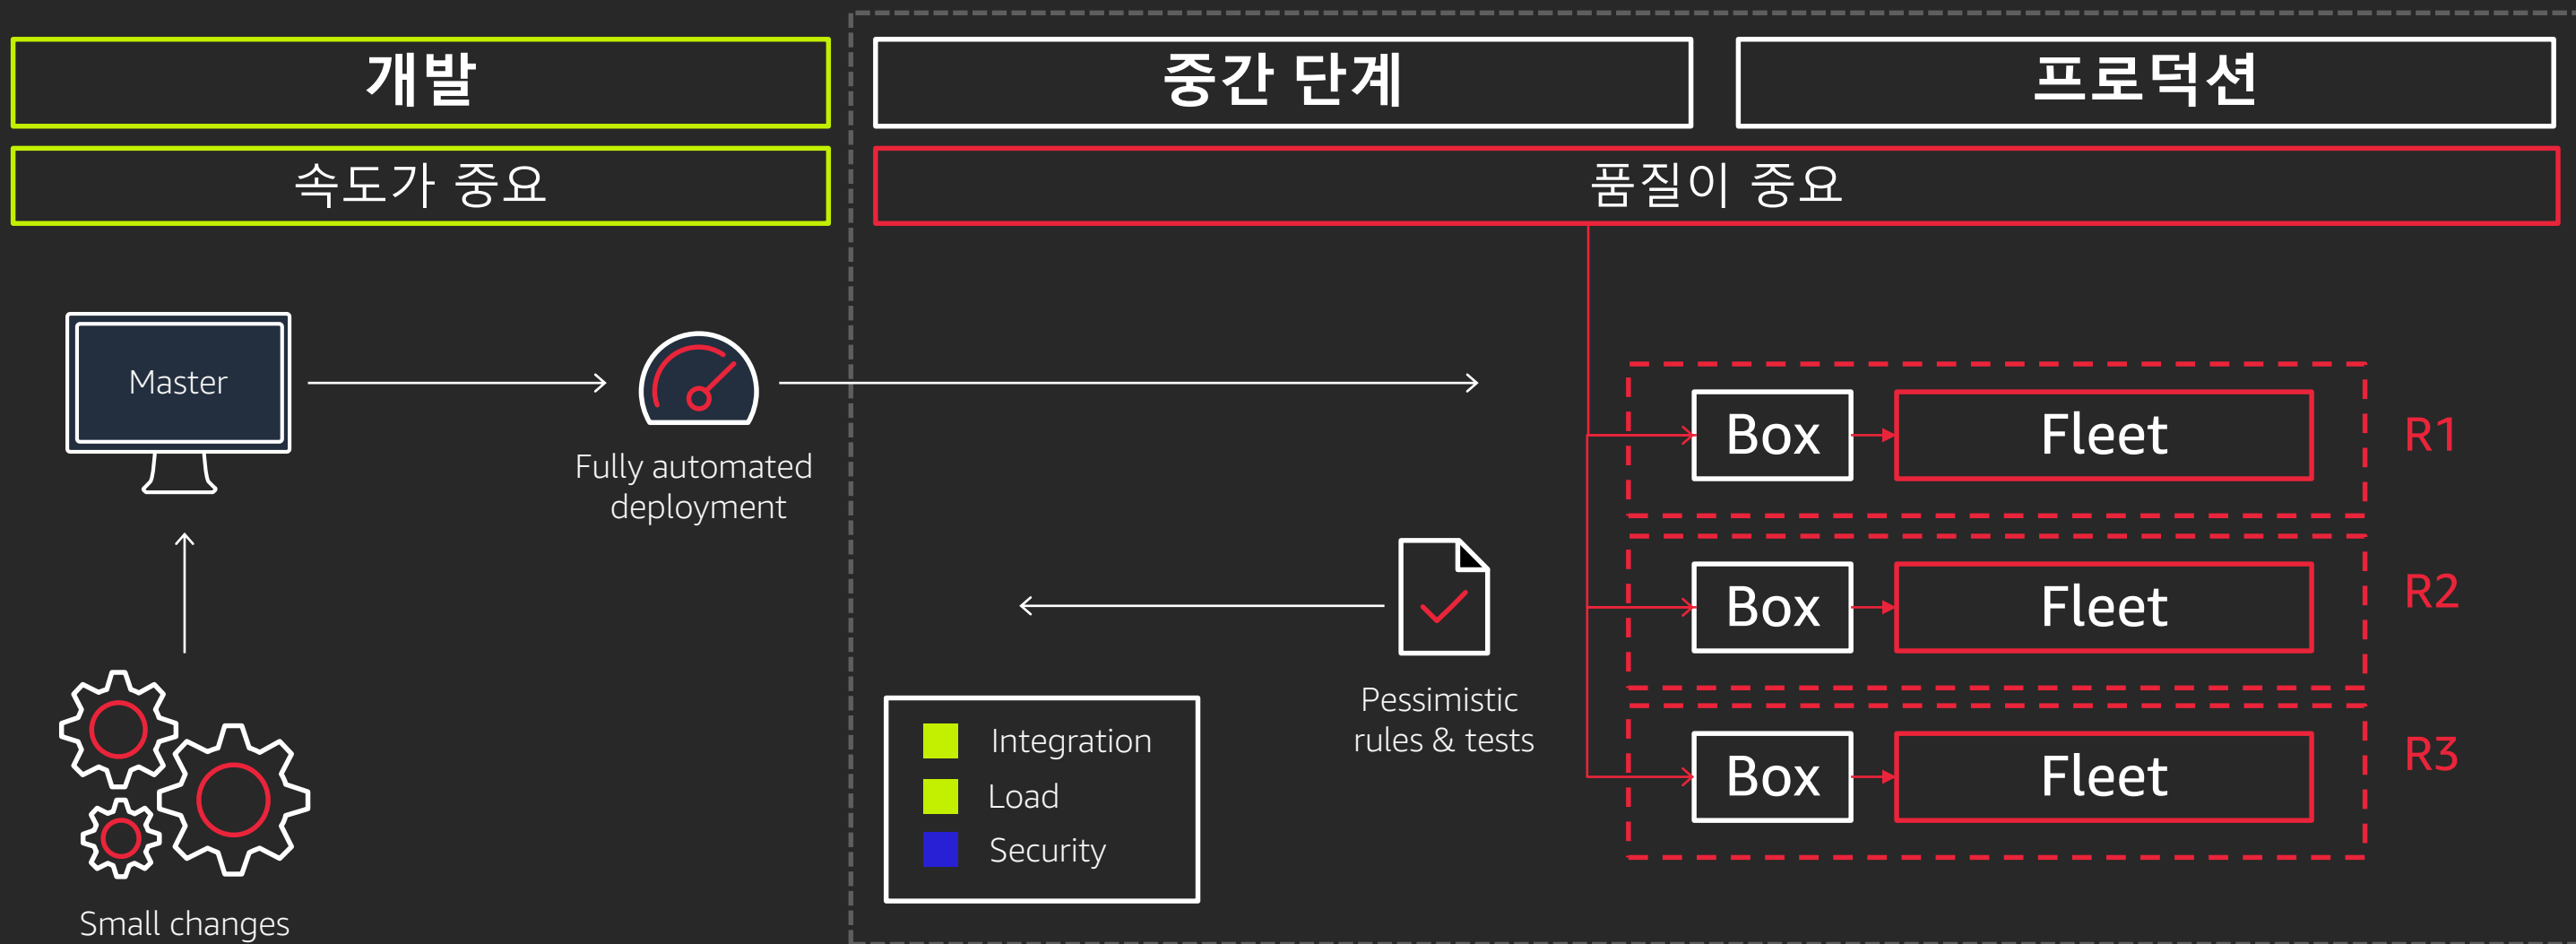 개발
중간 단계
프로덕션
속도가 중요
품질이 중요
Master
Fully automated
deployment
Small changes
Integration
Load
Security
Pessimistic
rules & tests
Box
Fleet
R1
Box
Fleet
R2
Box
Fleet
R3